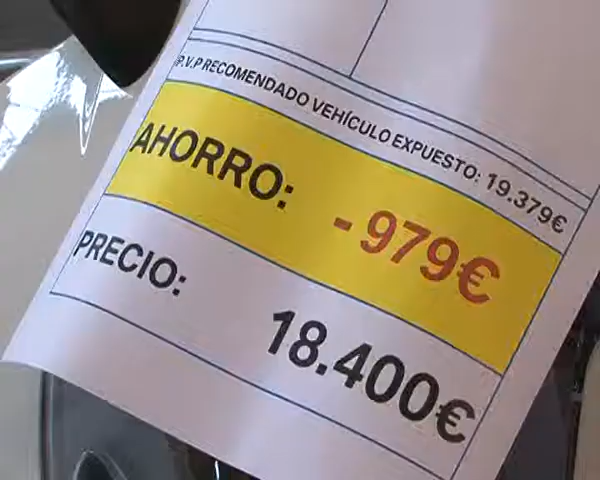 P.V.P RECOMENDADO VEHÍCULO EXPUESTO: 19.379€
AHORRO: -979€
PRECIO: 18.400€